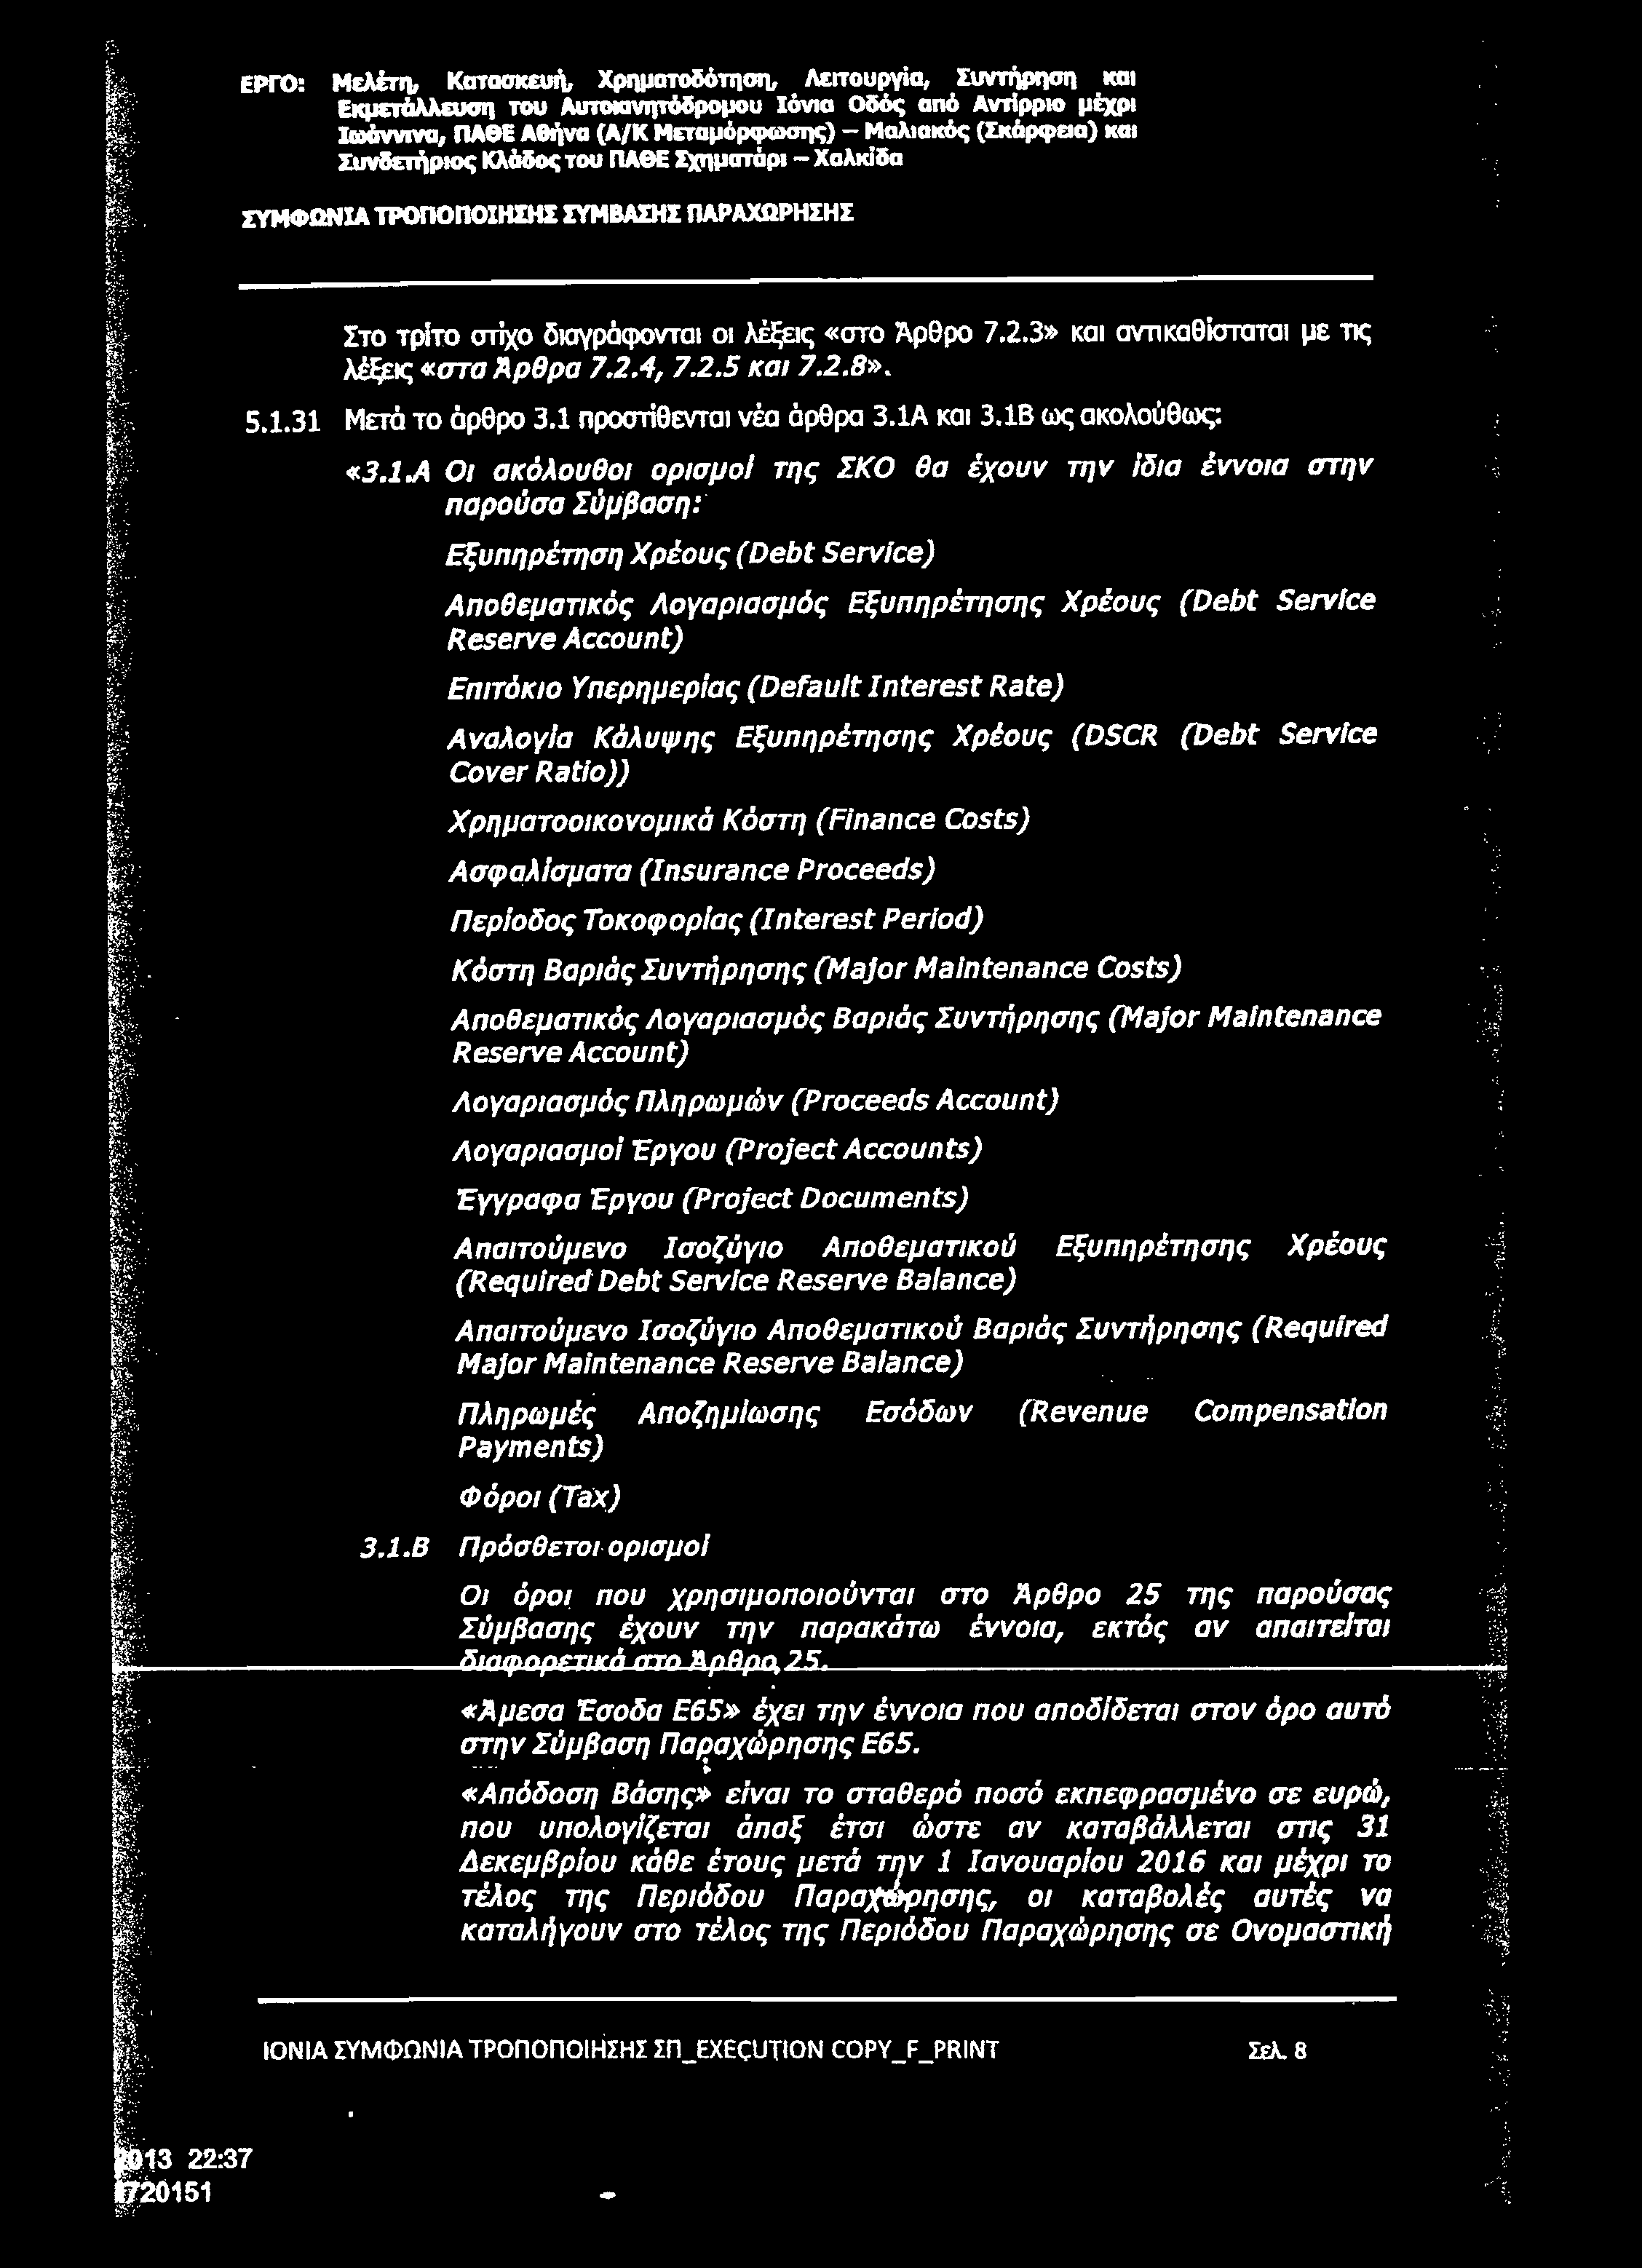 ΕΡΓΟ: Μελέτη, Κατασκευή, Χρηματοδότηση, Λειτουργία, Συντήρηση και
Εκμετάλλευση του Αυτοκινητόδρομου Ιόνια Οδός από Αντίρριο μέχρι
Ιωάννινα, ΠΑΘΕ Αθήνα (Α/Κ Μεταμόρφωσης) – Μαλιακός (Σκάρφεια) και
Συνδετήριος Κλάδος του ΠΑΘΕ Σχηματάρι – Χαλκίδα
ΣΥΜΦΩΝΙΑ ΤΡΟΠΟΠΟΙΗΣΗΣ ΣΥΜΒΑΣΗΣ ΠΑΡΑΧΩΡΗΣΗΣ
Στο τρίτο στίχο διαγράφονται οι λέξεις «στο Άρθρο 7.2.3» και αντικαθίσταται με τις
λέξεις «στα Άρθρα 7.2.4, 7.2.5 και 7.2.8».
5.1.31 Μετά το άρθρο 3.1 προστίθενται νέα άρθρα 3.1Α και 3.1Β ως ακολούθως:
«3.1.Α Οι ακόλουθοι ορισμοί της ΣΚΟ θα έχουν την ίδια έννοια στην
παρούσα Σύμβαση:
Εξυπηρέτηση Χρέους (Debt Service)
Αποθεματικός Λογαριασμός Εξυπηρέτησης Χρέους (Debt Service
Reserve Account)
Επιτόκιο Υπερημερίας (Default Interest Rate)
Αναλογία Κάλυψης Εξυπηρέτησης Χρέους (DSCR (Debt Service
Cover Ratio))
Χρηματοοικονομικά Κόστη (Finance Costs)
Ασφαλίσματα (Insurance Proceeds)
Περίοδος Τοκοφορίας (Interest Period)
Κόστη Βαριάς Συντήρησης (Major Maintenance Costs)
Αποθεματικός Λογαριασμός Βαριάς Συντήρησης (Major Maintenance
Reserve Account)
Λογαριασμός Πληρωμών (Proceeds Account)
Λογαριασμοί Έργου (Project Accounts)
Έγγραφα Έργου (Project Documents)
Απαιτούμενο Ισοζύγιο Αποθεματικού Εξυπηρέτησης Χρέους
(Required Debt Service Reserve Balance)
Απαιτούμενο Ισοζύγιο Αποθεματικού Βαριάς Συντήρησης (Required
Major Maintenance Reserve Balance)
Πληρωμές Αποζημίωσης Εσόδων (Revenue Compensation
Payments)
Φόροι (Tax)
3.1.Β Πρόσθετοι ορισμοί
Οι όροι που χρησιμοποιούνται στο Άρθρο 25 της παρούσας
Σύμβασης έχουν την παρακάτω έννοια, εκτός αν απαιτείται
διαφορετικά στο Άρθρο 25.
«Άμεσα Έσοδα Ε65» έχει την έννοια που αποδίδεται στον όρο αυτό
στην Σύμβαση Παραχώρησης Ε65.
«Απόδοση Βάσης» είναι το σταθερό ποσό εκπεφρασμένο σε ευρώ,
που υπολογίζεται άπαξ έτσι ώστε αν καταβάλλεται στις 31
Δεκεμβρίου κάθε έτους μετά την 1 Ιανουαρίου 2016 και μέχρι το
τέλος της Περιόδου Παραχώρησης, οι καταβολές αυτές να
καταλήγουν στο τέλος της Περιόδου Παραχώρησης σε Ονομαστική
ΙΟΝΙΑ ΣΥΜΦΩΝΙΑ ΤΡΟΠΟΠΟΙΗΣΗΣ ΣΠ_EXECUTION COPY_F_PRINT Σελ. 8
013 22:37
720151